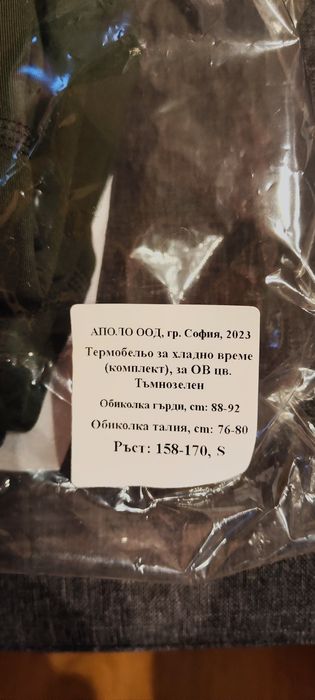 АПОЛО ООД, гр. София, 2023
Термобельо за хладно време
(комплект), за ОВ цв.
Тъмнозелен
Обиколка гърди, cm: 88-92
Обиколка талия, cm: 76-80
Ръст: 158-170, S